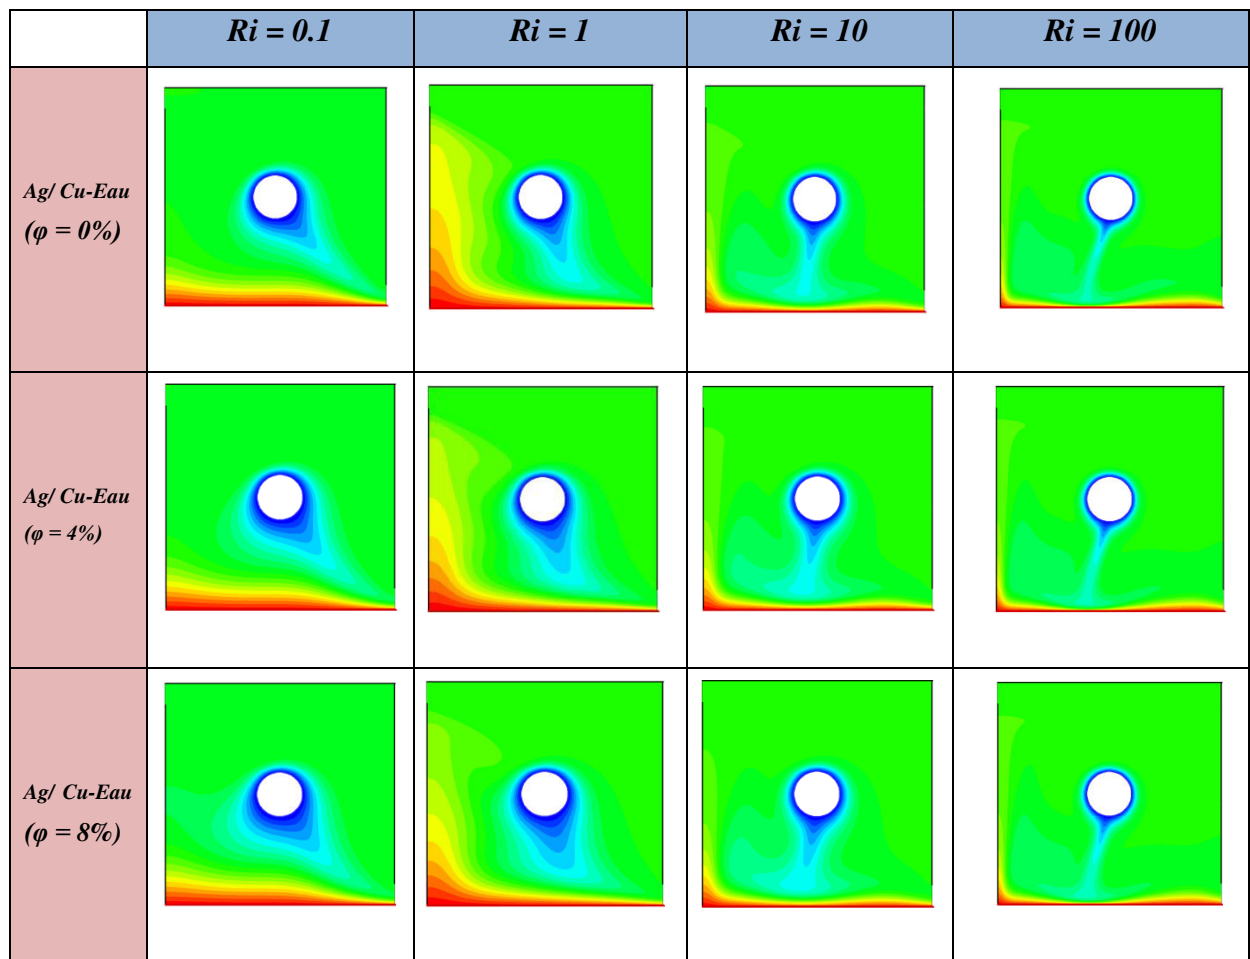 Ri = 0.1 Ri = 1 Ri = 10 Ri = 100
Ag/ Cu-Eau
(φ = 0%)
Ag/ Cu-Eau
(φ = 4%)
Ag/ Cu-Eau
(φ = 8%)